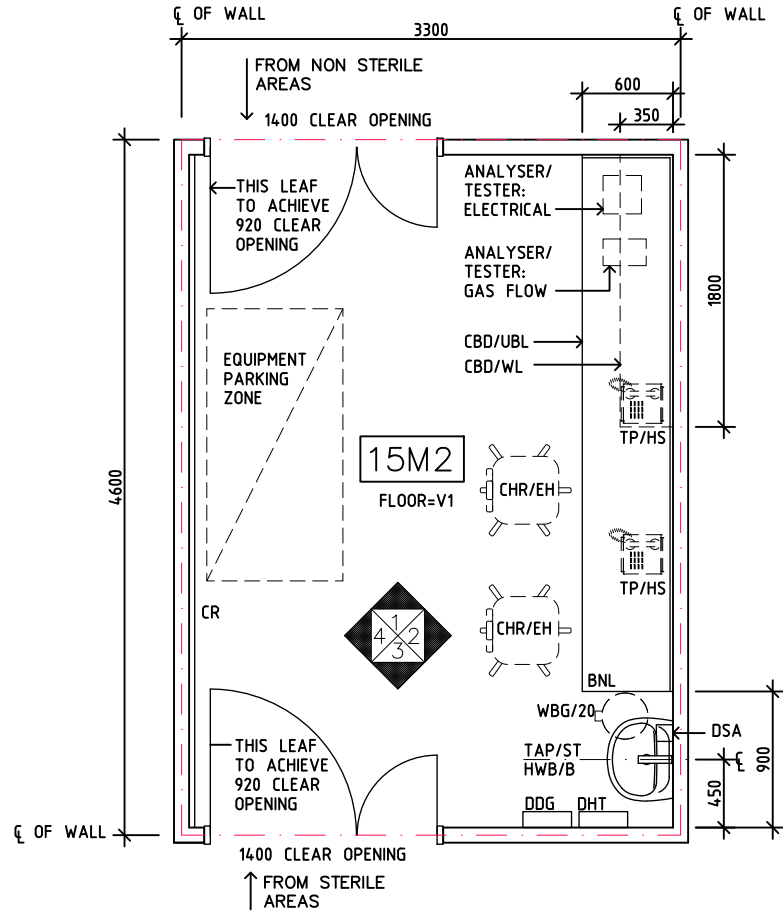 ℄ OF WALL
℄ OF WALL
3300
FROM NON STERILE
AREAS
600
350
1400 CLEAR OPENING
THIS LEAF
TO ACHIEVE
920 CLEAR
OPENING
ANALYSER/
TESTER:
ELECTRICAL
ANALYSER/
TESTER:
GAS FLOW
1800
CBD/UBL
CBD/WL
EQUIPMENT
PARKING
ZONE
TP/HS
15M2
FLOOR=V1
4600
CHR/EH
TP/HS
CR
1
4 2
3
CHR/EH
BNL
WBG/20
DSA
THIS LEAF
TO ACHIEVE
920 CLEAR
OPENING
TAP/ST
HWB/B
℄
900
450
DDG
DHT
℄ OF WALL
1400 CLEAR OPENING
FROM STERILE
AREAS